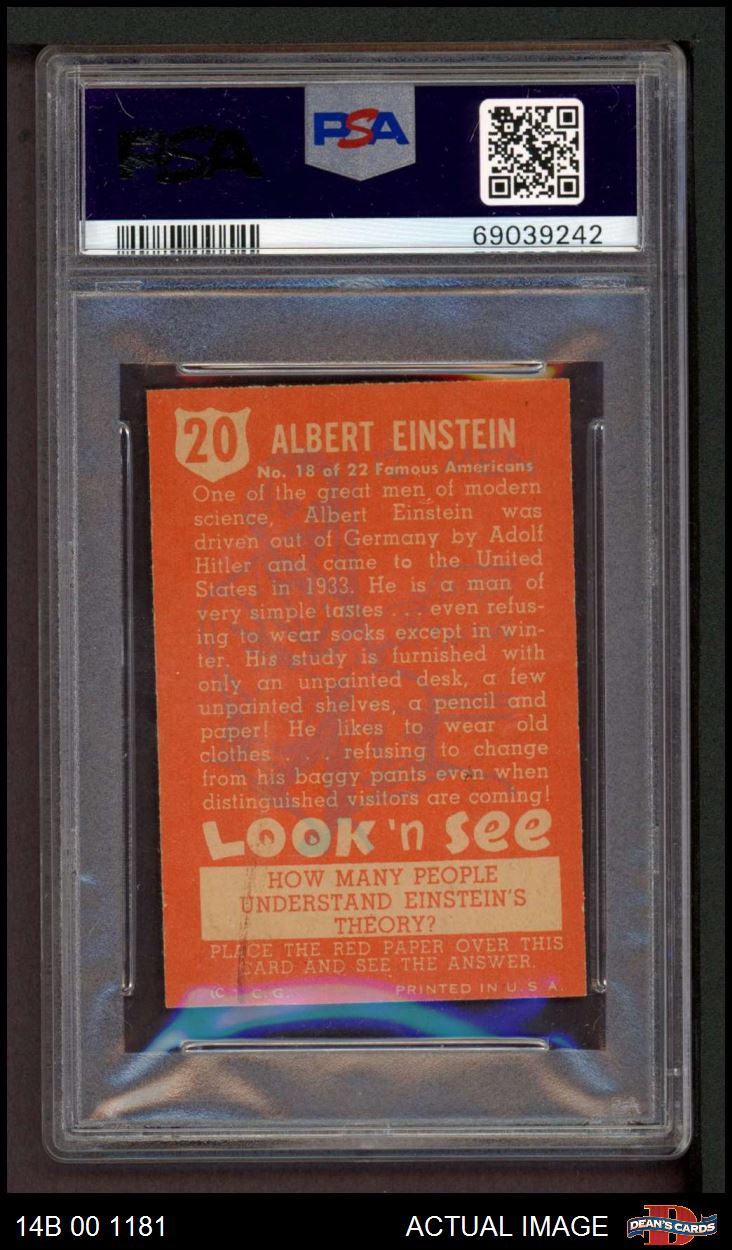 PSA
PSA
69039242
20
ALBERT EINSTEIN
No. 18 of 22 Famous Americans
One of the great men of modern
science, Albert Einstein was
driven out of Germany by Adolf
Hitler and came to the United
States in 1933. He is a man of
very simple tastes . . . even refus-
ing to wear socks except in win-
ter. His study is furnished with
only an unpainted desk, a few
unpainted shelves, a pencil and
paper! He likes to wear old
clothes . . . refusing to change
from his baggy pants even when
distinguished visitors are coming!
LOOK 'n see
HOW MANY PEOPLE
UNDERSTAND EINSTEIN'S
THEORY?
PLACE THE RED PAPER OVER THIS
CARD AND SEE THE ANSWER.
C. G. PRINTED IN U.S.A.
PSA
14B 00 1181 ACTUAL IMAGE DEAN'S CARDS